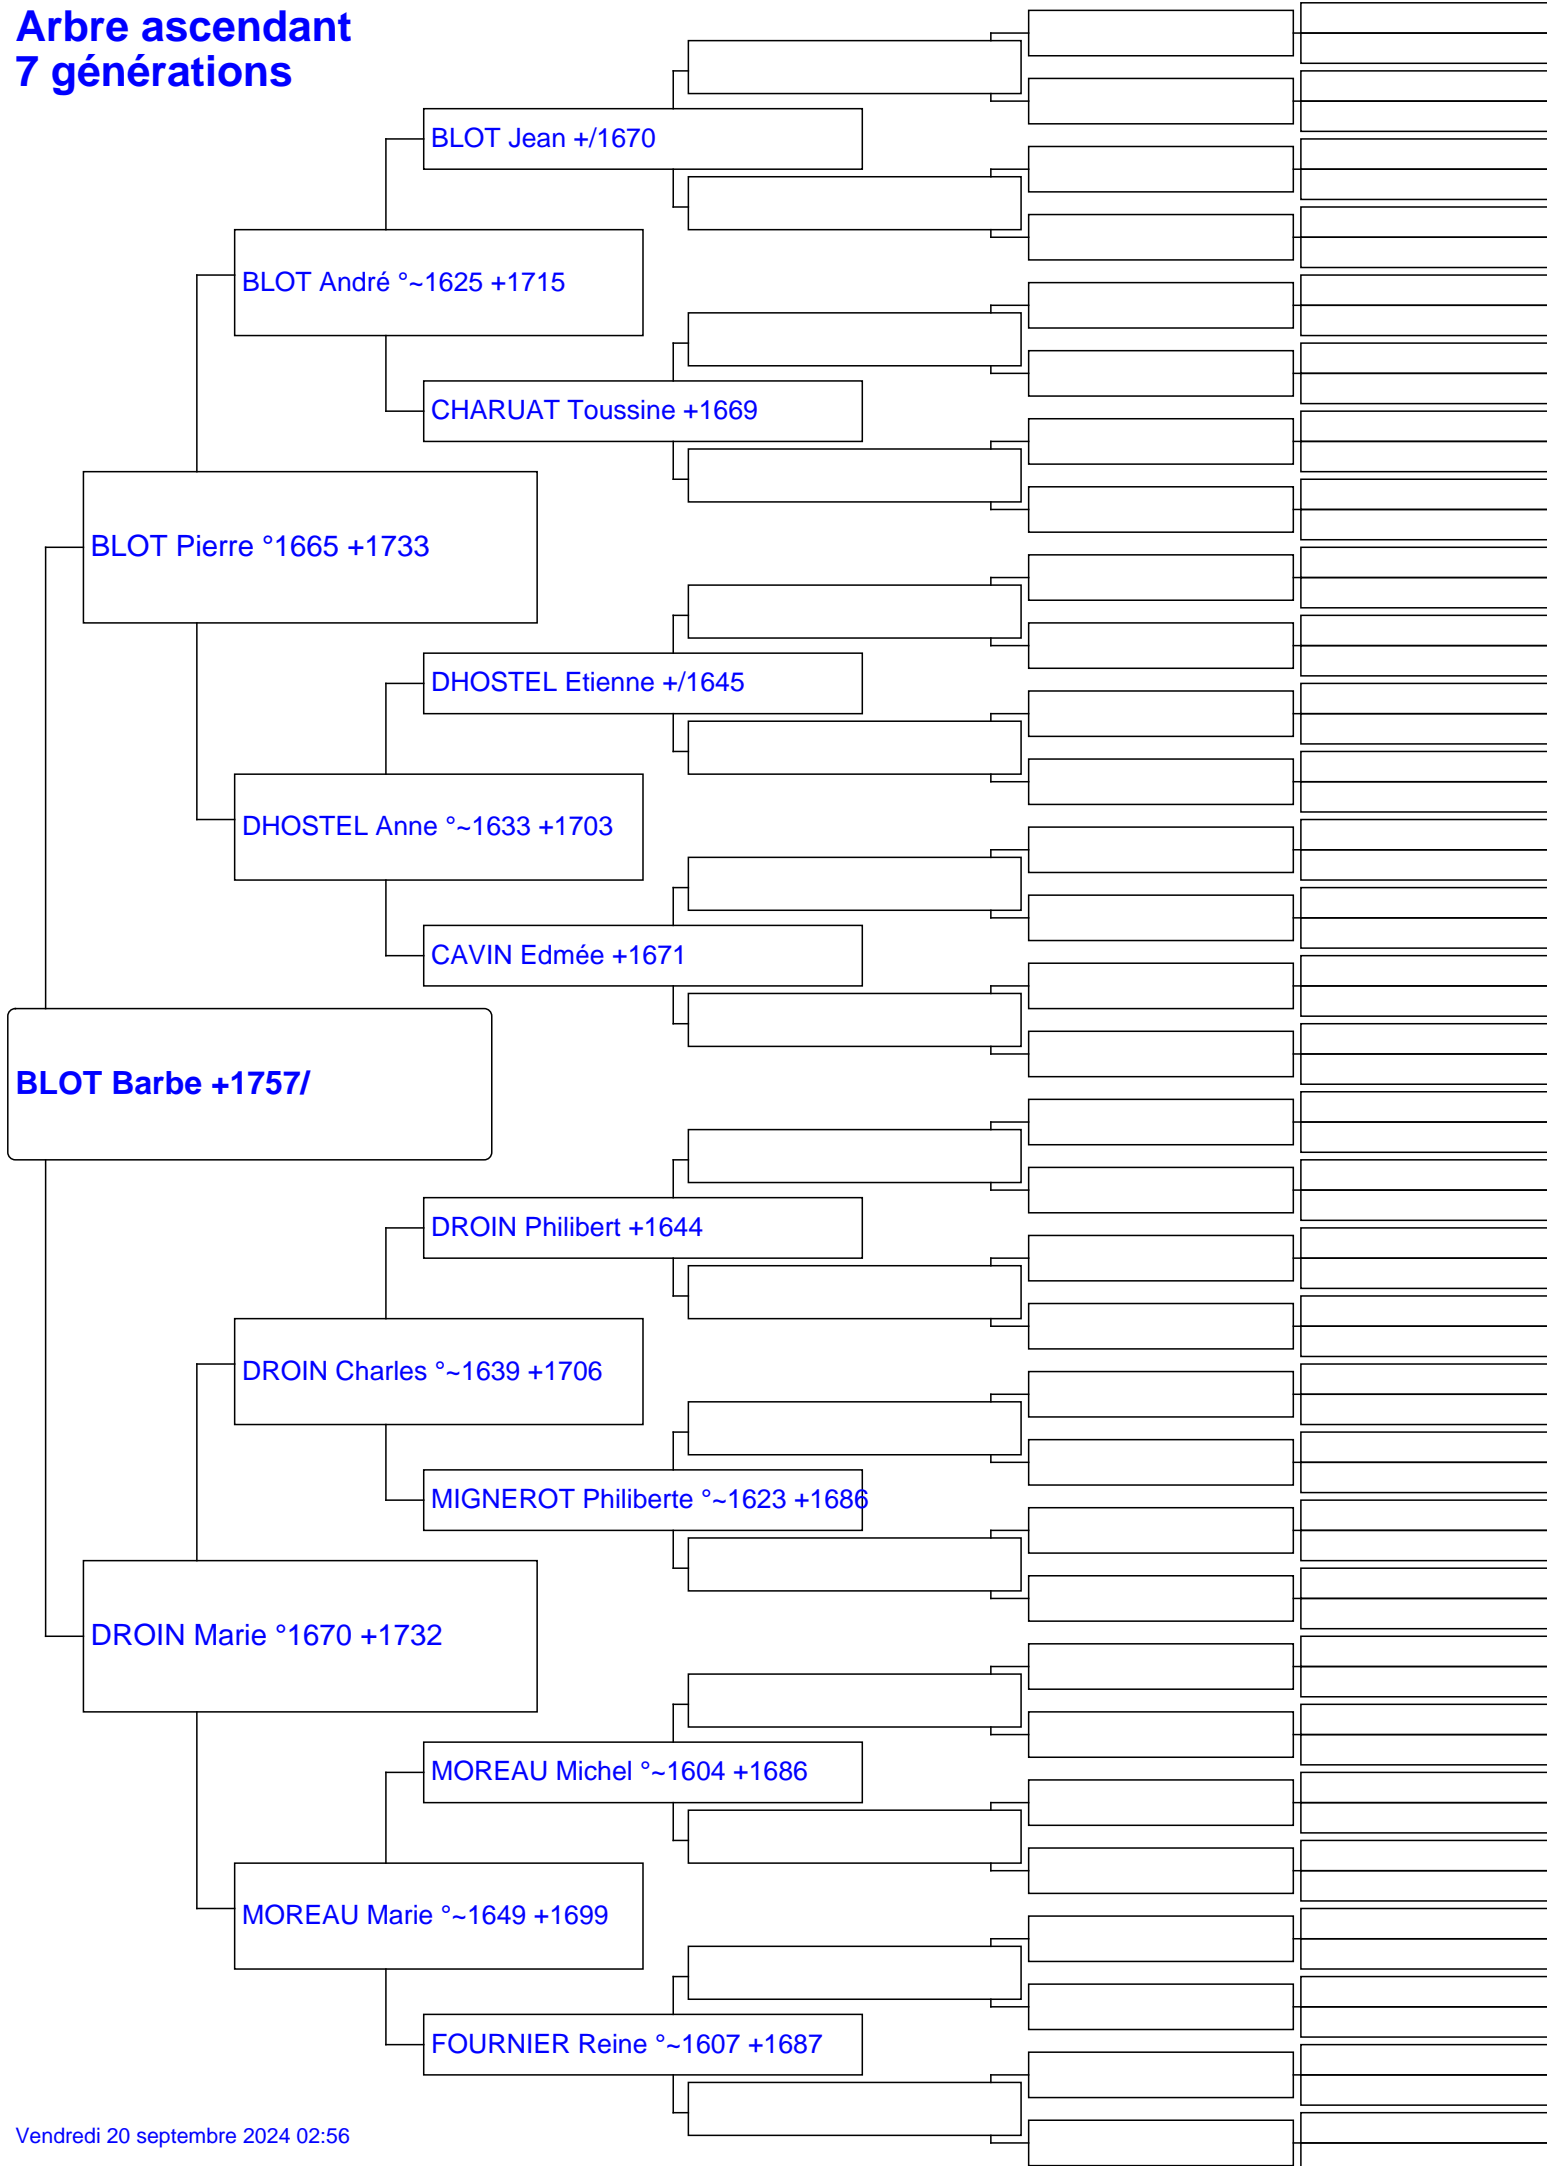 Arbre ascendant
7 générations
BLOT Jean +/1670
BLOT André °~1625 +1715
CHARUAT Toussine +1669
BLOT Pierre °1665 +1733
DHOSTEL Etienne +/1645
DHOSTEL Anne °~1633 +1703
CAVIN Edmée +1671
BLOT Barbe +1757/
DROIN Philibert +1644
DROIN Charles °~1639 +1706
MIGNEROT Philiberte °~1623 +1686
DROIN Marie °1670 +1732
MOREAU Michel °~1604 +1686
MOREAU Marie °~1649 +1699
FOURNIER Reine °~1607 +1687
Vendredi 20 septembre 2024 02:56